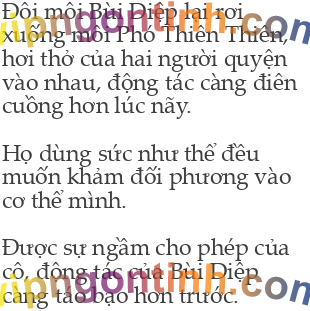 Đôi môi Bùi Diệp lại rơi
xuống môi Phó Thiên Thiên,
hơi thở của hai người quyện
vào nhau, động tác càng điên
cuồng hơn lúc nãy.

Họ dùng sức như thể đều
muốn khảm đối phương vào
cơ thể mình.

Được sự ngầm cho phép của
cô, động tác của Bùi Diệp
càng táo bạo hơn trước.
vipngontinh.com
vipngontinh.com